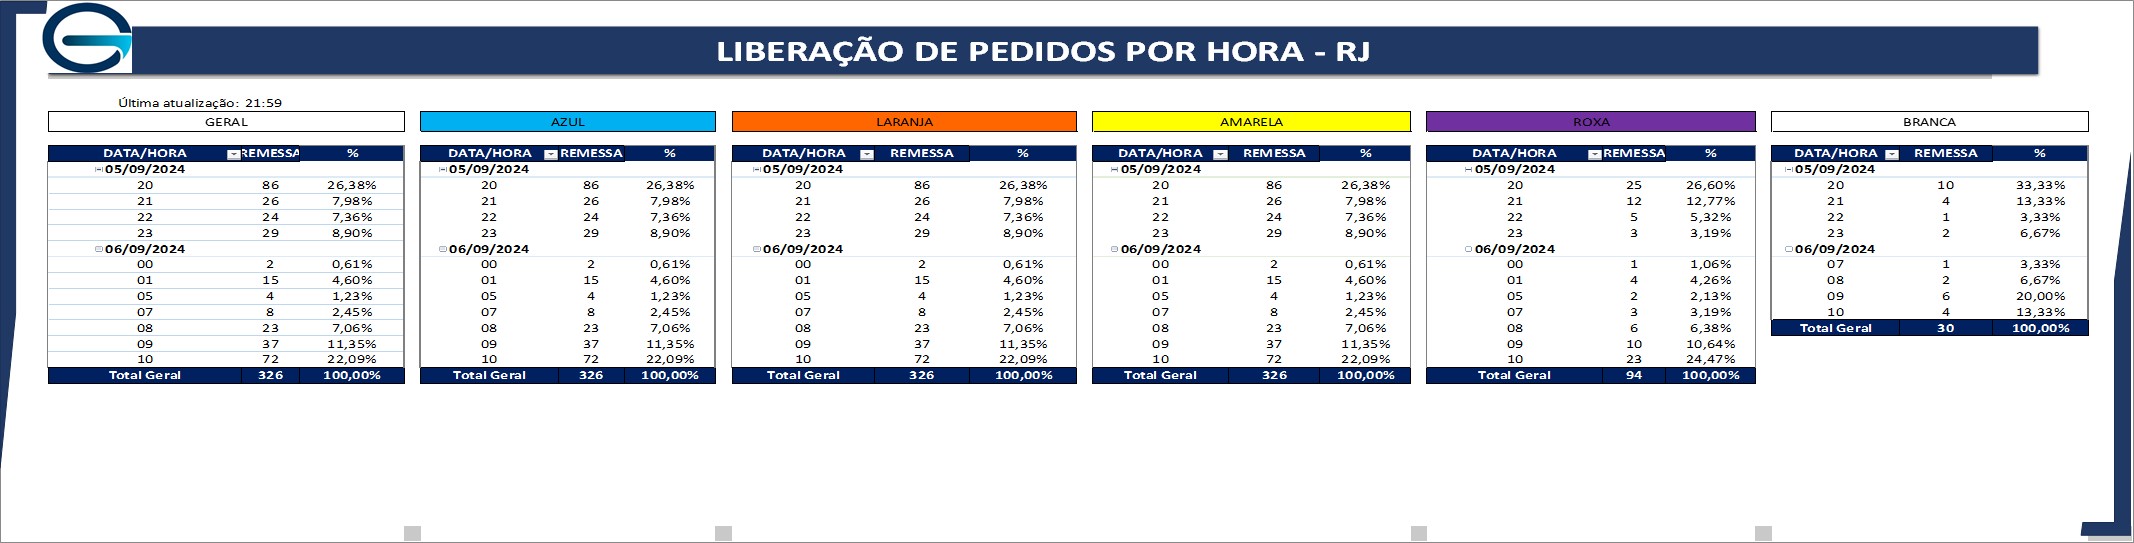 LIBERAÇÃO DE PEDIDOS POR HORA - RJ
Última atualização: 21:59
GERAL AZUL LARANJA AMARELA ROXA BRANCA
DATA/HORA REMESSA % DATA/HORA REMESSA % DATA/HORA REMESSA % DATA/HORA REMESSA % DATA/HORA REMESSA % DATA/HORA REMESSA %
05/09/2024 05/09/2024 05/09/2024 05/09/2024 05/09/2024 05/09/2024
20 86 26,38% 20 86 26,38% 20 86 26,38% 20 86 26,38% 20 25 26,60% 20 10 33,33%
21 26 7,98% 21 26 7,98% 21 26 7,98% 21 26 7,98% 21 12 12,77% 21 4 13,33%
22 24 7,36% 22 24 7,36% 22 24 7,36% 22 24 7,36% 22 5 5,32% 22 1 3,33%
23 29 8,90% 23 29 8,90% 23 29 8,90% 23 29 8,90% 23 3 3,19% 23 2 6,67%
06/09/2024 06/09/2024 06/09/2024 06/09/2024 06/09/2024 06/09/2024
00 2 0,61% 00 2 0,61% 00 2 0,61% 00 2 0,61% 00 1 1,06% 07 1 3,33%
01 15 4,60% 01 15 4,60% 01 15 4,60% 01 15 4,60% 01 4 4,26% 08 2 6,67%
05 4 1,23% 05 4 1,23% 05 4 1,23% 05 4 1,23% 05 2 2,13% 09 6 20,00%
07 8 2,45% 07 8 2,45% 07 8 2,45% 07 8 2,45% 07 3 3,19% 10 4 13,33%
08 23 7,06% 08 23 7,06% 08 23 7,06% 08 23 7,06% 08 6 6,38% Total Geral 30 100,00%
09 37 11,35% 09 37 11,35% 09 37 11,35% 09 37 11,35% 09 10 10,64%
10 72 22,09% 10 72 22,09% 10 72 22,09% 10 72 22,09% 10 23 24,47%
Total Geral 326 100,00% Total Geral 326 100,00% Total Geral 326 100,00% Total Geral 326 100,00% Total Geral 94 100,00%